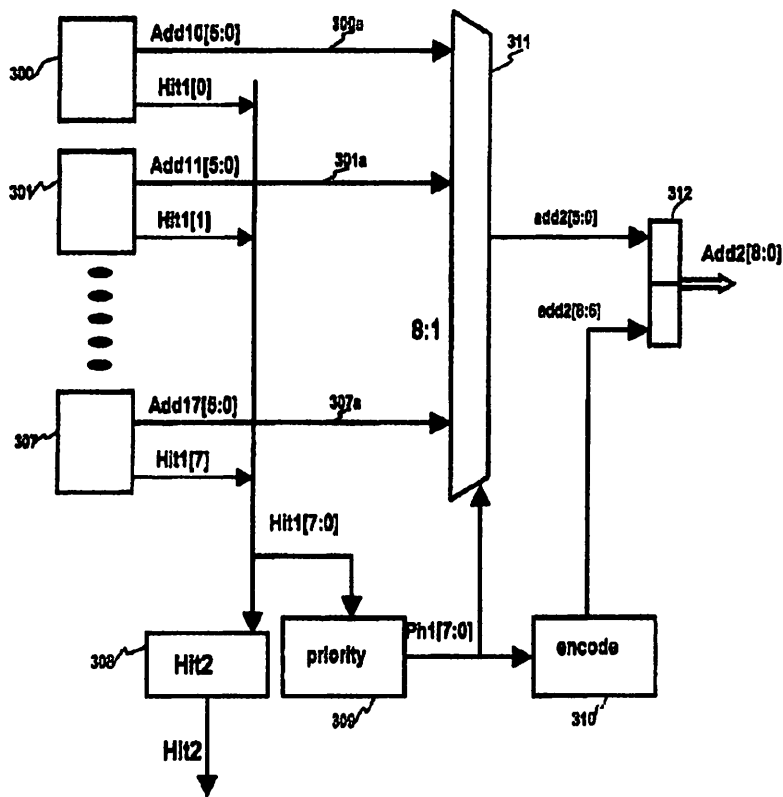 Add10[5:0]
300a
300
311
Hit1[0]
Add11[5:0]
301a
301
Hit1[1]
312
add2[5:0]
Add2[8:0]
8:1
add2[8:6]
Add17[5:0]
307a
307
Hit1[7]
Hit1[7:0]
308
Hit2
priority
Ph1[7:0]
encode
309
310
Hit2